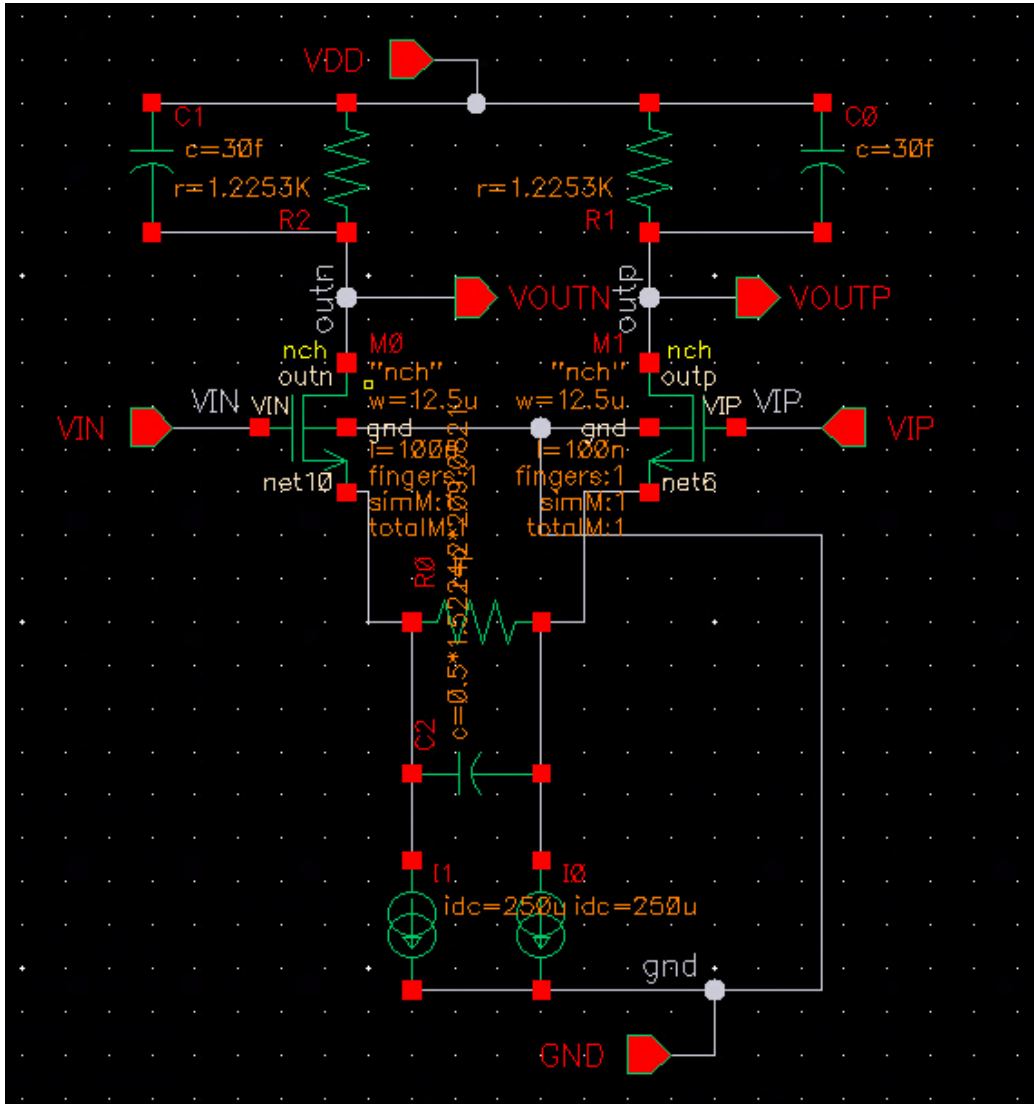 VDD
C1
C0
c=30f
c=30f
r=1.2253K
r=1.2253K
R2
R1
outn
outp
VOUTN
VOUTP
nch
M0
M1
nch
outn
"nch"
"nch"
outp
w=12.5u
w=12.5u
VIN
VIN
VIN
VIP
VIP
VIP
gnd
gnd
l=100n
l=100n
net10
fingers:1
fingers:1
net6
simM:1
simM:1
totalM:1
totalM:1
R0
C2
I1
I0
idc=250u
idc=250u
gnd
GND